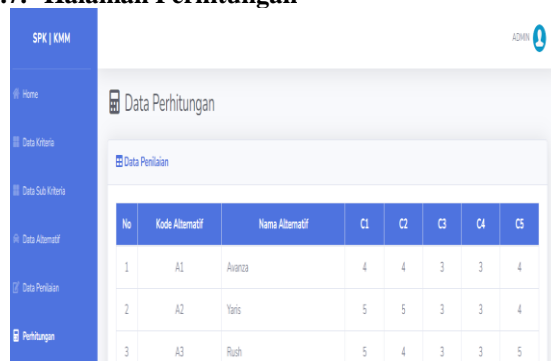 .7. Halaman Perhitungan
SPK | KMM
ADMIN
Home
Data Perhitungan
Data Kriteria
Data Penilaian
Data Sub Kriteria
No Kode Alternatif Nama Alternatif C1 C2 C3 C4 C5
Data Alternatif
1 A1 Avanza 4 4 3 3 4
Data Penilaian
2 A2 Yaris 5 5 3 3 4
Perhitungan
3 A3 Rush 5 4 3 3 5